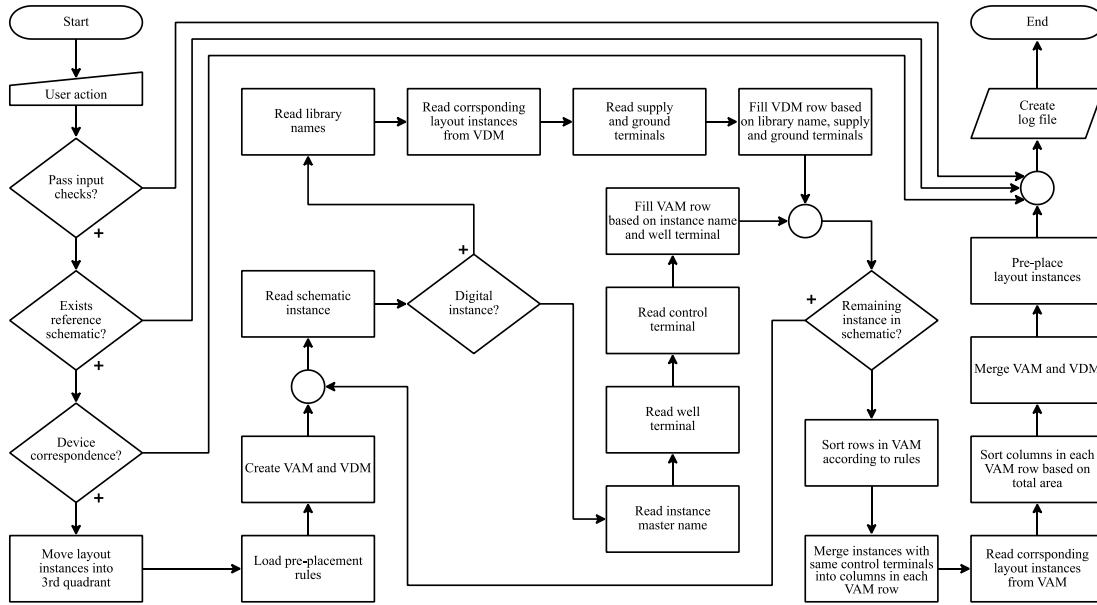 Start
User action
Pass input
checks?
+
Exists
reference
schematic?
+
Device
correspondence?
+
Move layout
instances into
3rd quadrant
Load pre-placement
rules
Create VAM and VDM
Read schematic
instance
Digital
instance?
+
Read library
names
Read corrsponding
layout instances
from VDM
Read supply
and ground
terminals
Fill VDM row based
on library name, supply
and ground terminals
Read instance
master name
Read well
terminal
Read control
terminal
Fill VAM row
based on instance name
and well terminal
Remaining
instance in
schematic?
+
Sort rows in VAM
according to rules
Merge instances with
same control terminals
into columns in each
VAM row
Read corrsponding
layout instances
from VAM
Sort columns in each
VAM row based on
total area
Merge VAM and VDM
Pre-place
layout instances
Create
log file
End